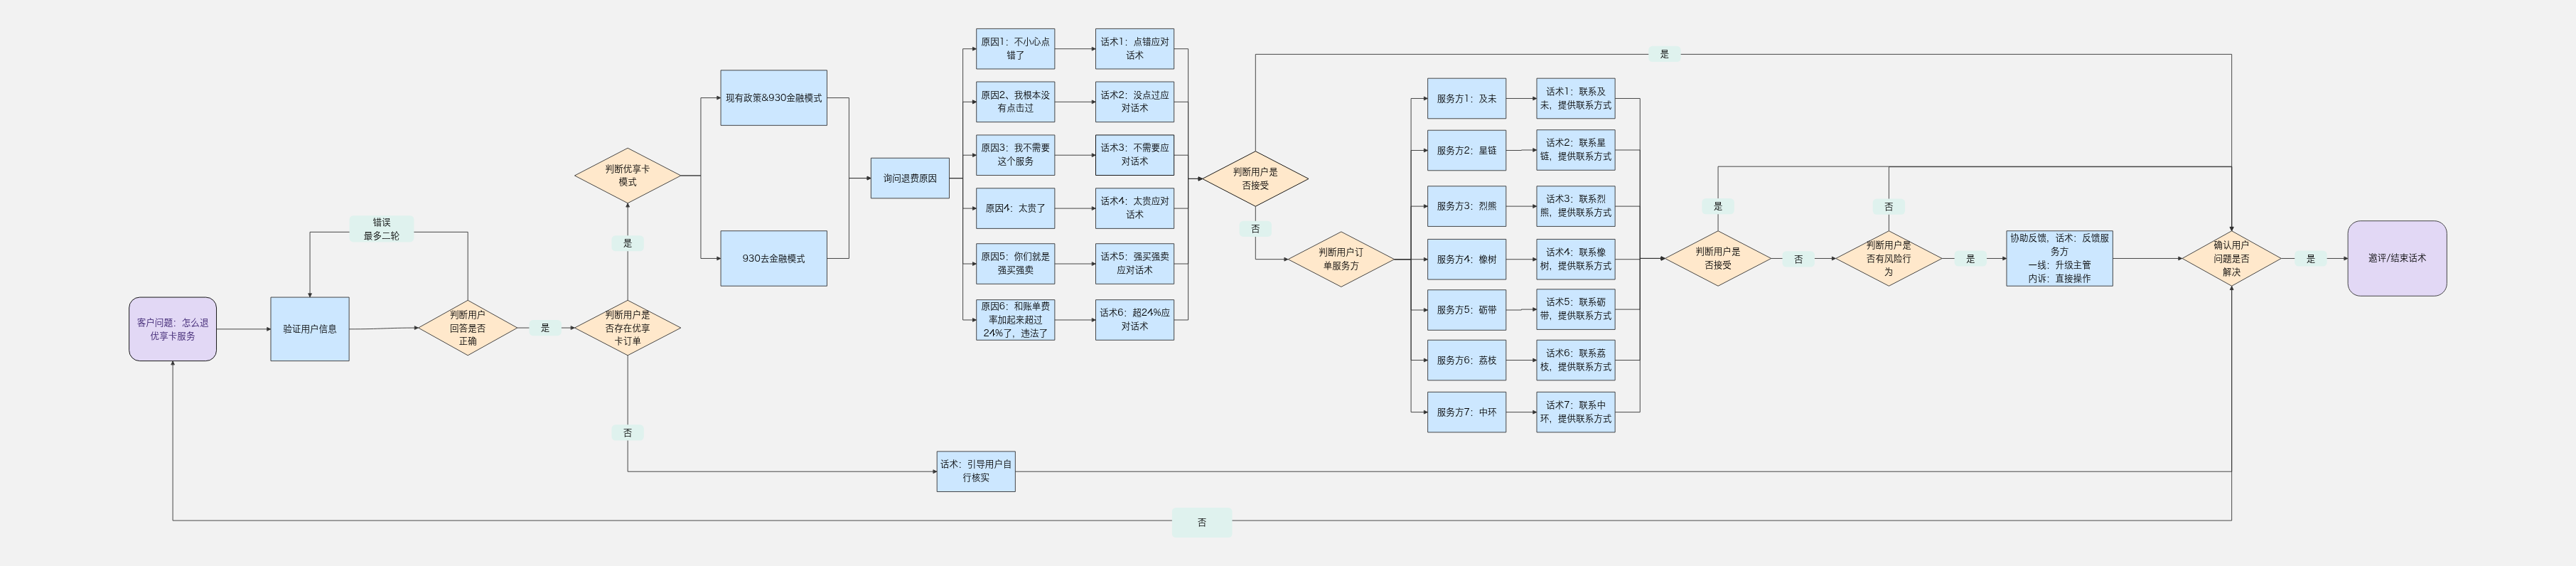 客户问题：怎么退
优享卡服务
验证用户信息
错误
最多二轮
判断用户
回答是否
正确
是
判断用户是
否存在优享
卡订单
是
否
判断优享卡
模式
现有政策&930金融模式
930去金融模式
询问退费原因
原因1：不小心点
错了
话术1：点错应对
话术
原因2、我根本没
有点击过
话术2：没点过应
对话术
原因3：我不需要
这个服务
话术3：不需要应
对话术
原因4：太贵了
话术4：太贵应对
话术
原因5：你们就是
强买强卖
话术5：强买强卖
应对话术
原因6：和账单费
率加起来超过
24%了，违法了
话术6：超24%应
对话术
话术：引导用户自
行核实
判断用户是
否接受
是
否
判断用户订
单服务方
服务方1：及未
话术1：联系及
未，提供联系方式
服务方2：星链
话术2：联系星
链，提供联系方式
服务方3：烈熊
话术3：联系烈
熊，提供联系方式
服务方4：橡树
话术4：联系橡
树，提供联系方式
服务方5：砺带
话术5：联系砺
带，提供联系方式
服务方6：荔枝
话术6：联系荔
枝，提供联系方式
服务方7：中环
话术7：联系中
环，提供联系方式
是
判断用户是
否接受
否
否
判断用户是
否有风险行
为
是
协助反馈，话术：反馈服
务方
一线：升级主管
内诉：直接操作
确认用户
问题是否
解决
是
邀评/结束话术
否